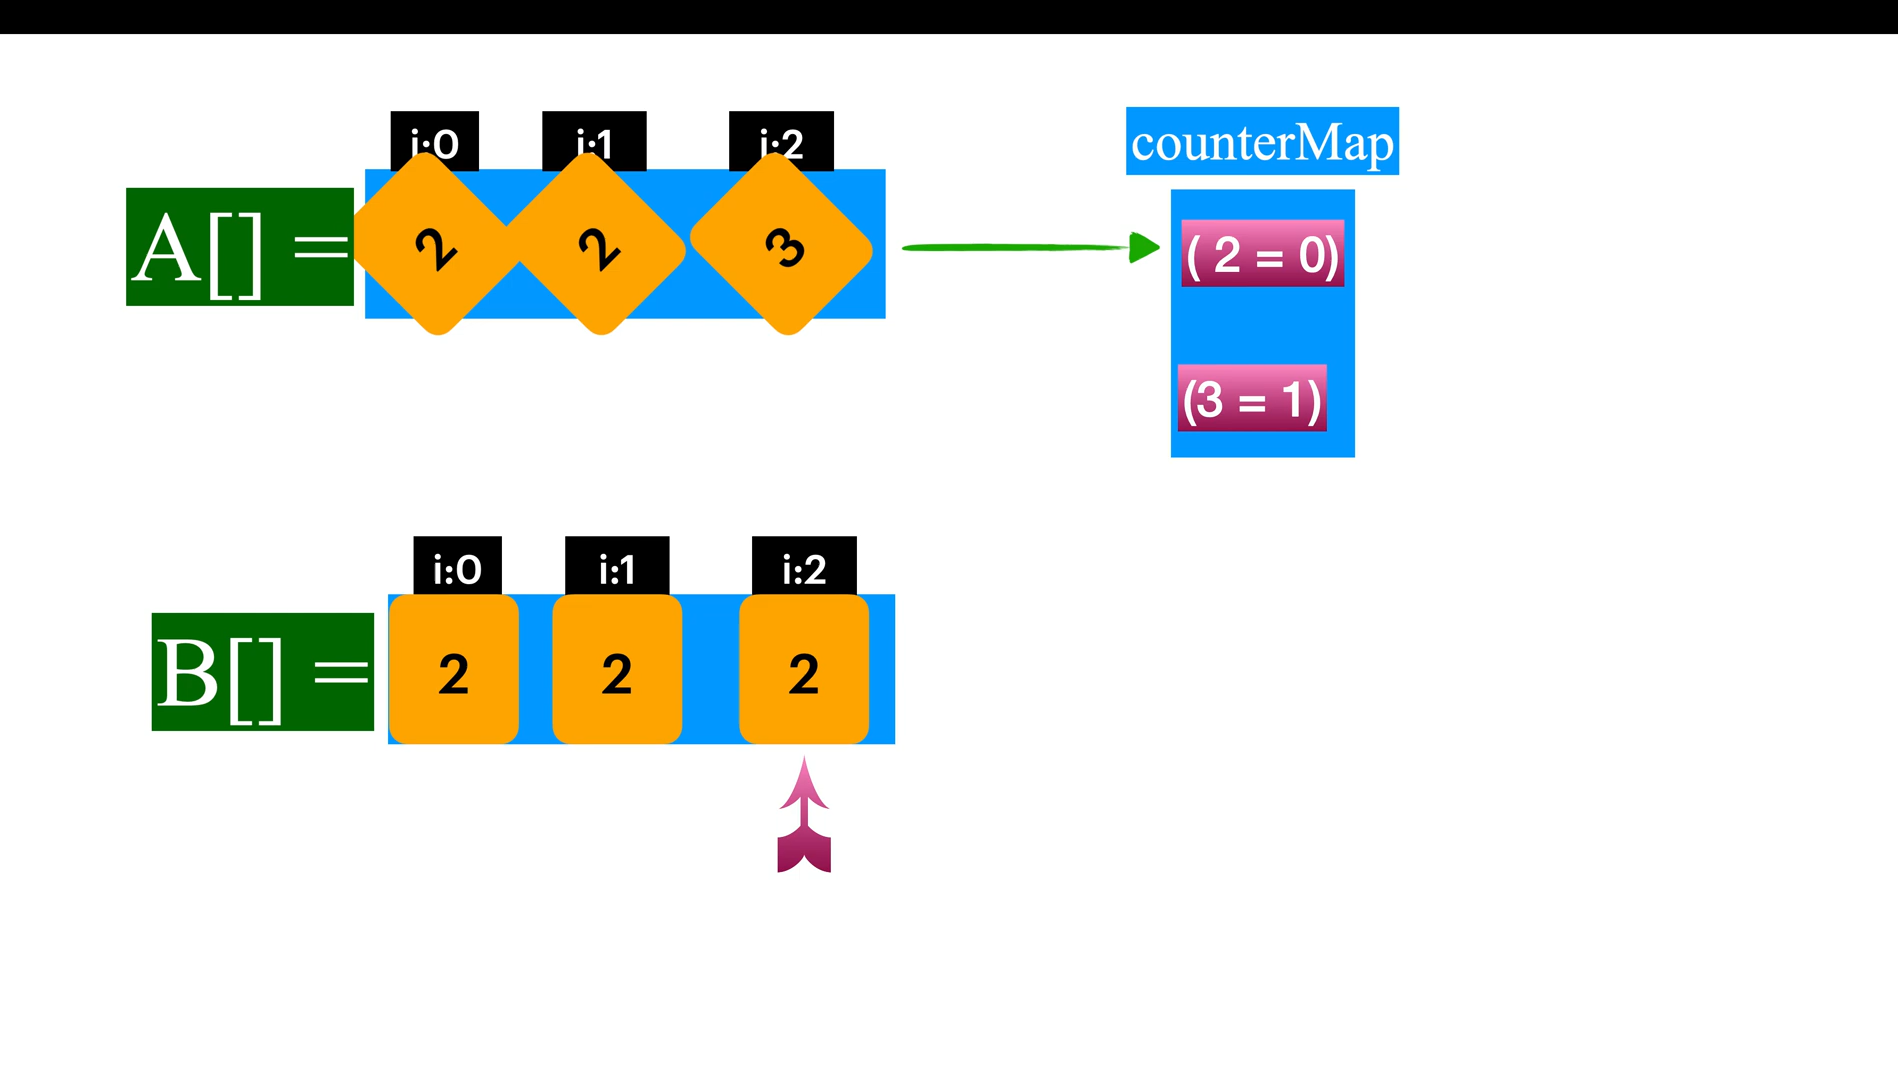 i:0 i:1 i:2
A[] = 2 2 3
counterMap
( 2 = 0)
(3 = 1)
i:0 i:1 i:2
B[] = 2 2 2